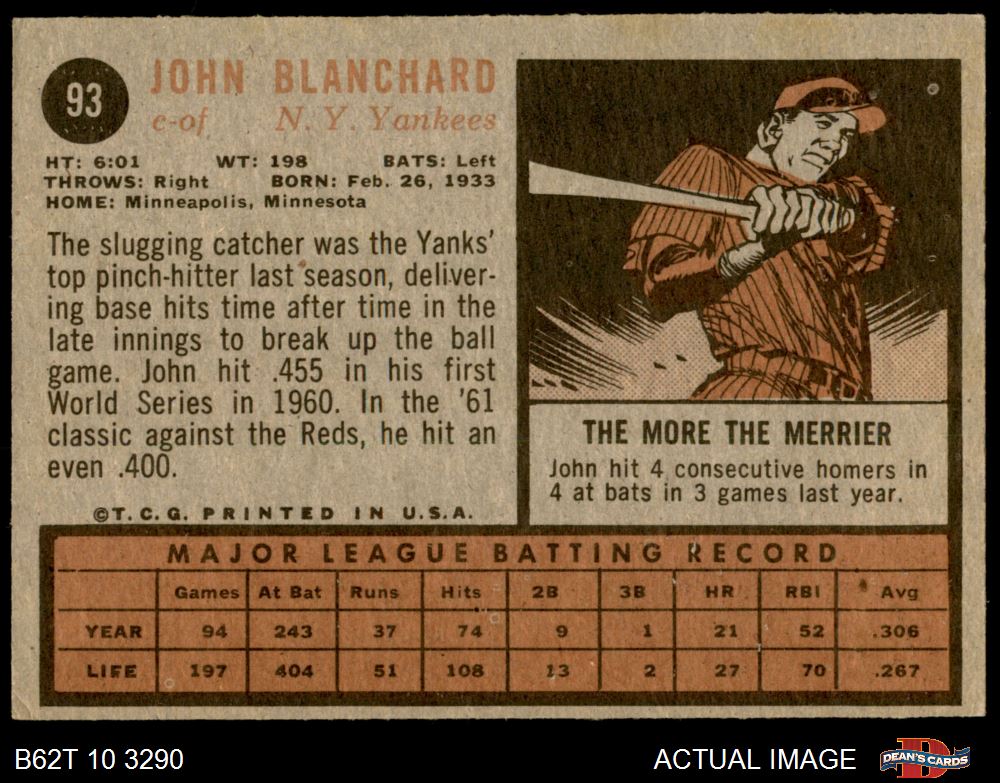 93
JOHN BLANCHARD
c-of N. Y. Yankees
HT: 6:01 WT: 198 BATS: Left
THROWS: Right BORN: Feb. 26, 1933
HOME: Minneapolis, Minnesota
The slugging catcher was the Yanks'
top pinch-hitter last season, deliver-
ing base hits time after time in the
late innings to break up the ball
game. John hit .455 in his first
World Series in 1960. In the '61
classic against the Reds, he hit an
even .400.
©T. C. G. PRINTED IN U.S.A.
THE MORE THE MERRIER
John hit 4 consecutive homers in
4 at bats in 3 games last year.
MAJOR LEAGUE BATTING RECORD
Games At Bat Runs Hits 2B 3B HR RBI Avg
YEAR 94 243 37 74 9 1 21 52 .306
LIFE 197 404 51 108 13 2 27 70 .267
B62T 10 3290
ACTUAL IMAGE
DEAN'S CARDS